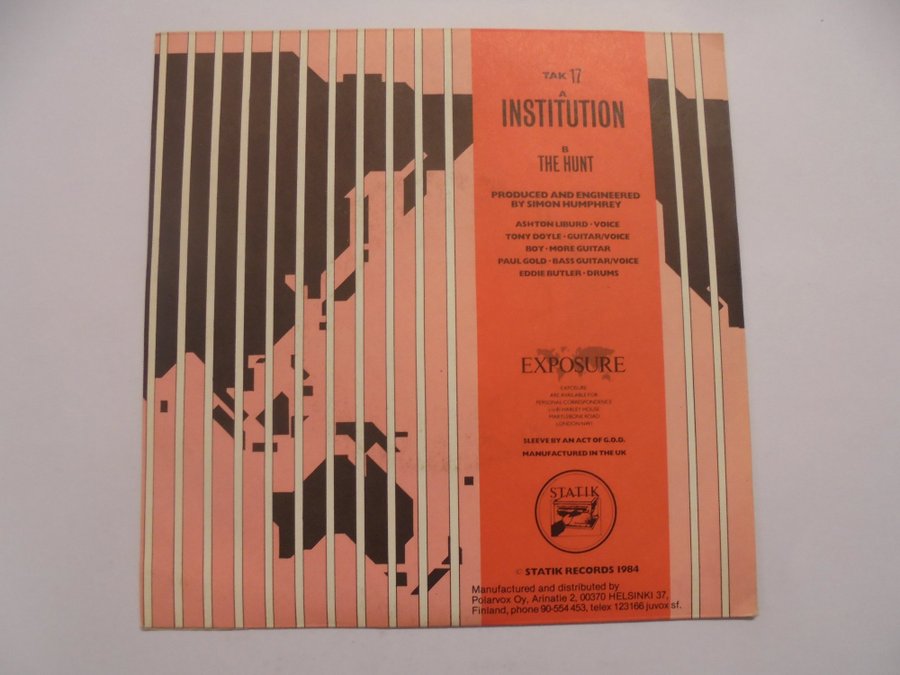 TAK 17
A
INSTITUTION
B
THE HUNT
PRODUCED AND ENGINEERED
BY SIMON HUMPHREY
ASHTON LIBURD · VOICE
TONY DOYLE · GUITAR/VOICE
ROY · MORE GUITAR
PAUL GOLD · BASS GUITAR/VOICE
EDDIE BUTLER · DRUMS
EXPOSURE
EXPOSURE
ARE AVAILABLE FOR
PERSONAL CORRESPONDENCE
HARLEY HOUSE
MARYLEBONE ROAD
LONDON NW1
SLEEVE BY AN ACT OF G.O.D.
MANUFACTURED IN THE UK
STATIK
© STATIK RECORDS 1984
Manufactured and distributed by
Polarvox Oy, Arinatie 2, 00370 HELSINKI 37,
Finland, phone 90-554 453, telex 123166 juvox sf.